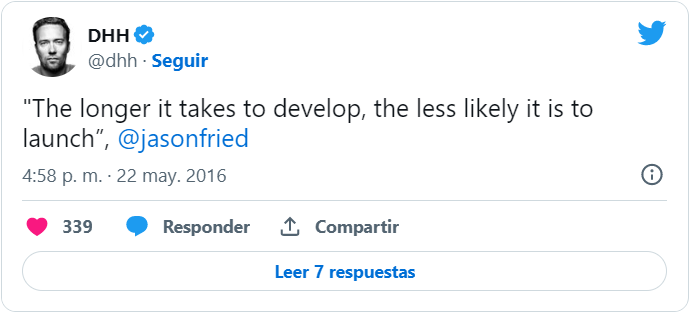 DHH
@dhh · Seguir
"The longer it takes to develop, the less likely it is to
launch”, @jasonfried
4:58 p. m. · 22 may. 2016
339 Responder Compartir
Leer 7 respuestas